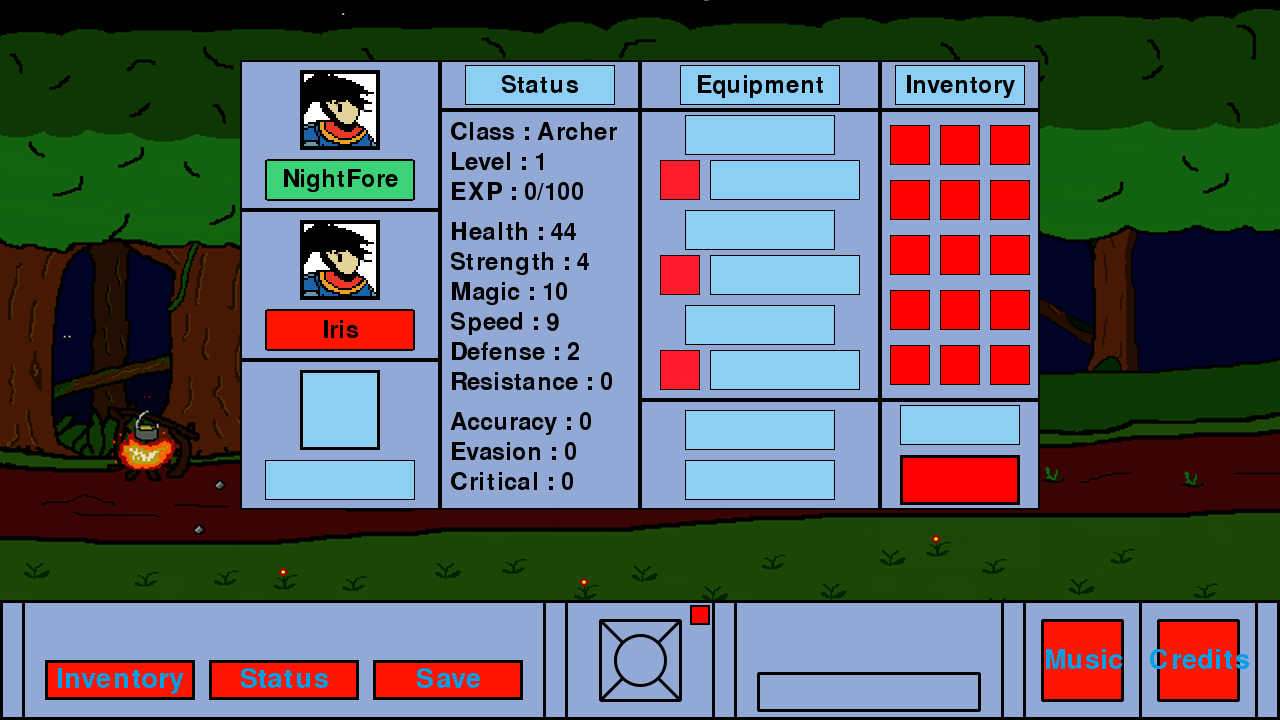 NightFore
Iris
Status
Class : Archer
Level : 1
EXP : 0/100
Health : 44
Strength : 4
Magic : 10
Speed : 9
Defense : 2
Resistance : 0
Accuracy : 0
Evasion : 0
Critical : 0
Equipment
Inventory
Inventory
Status
Save
Music
Credits